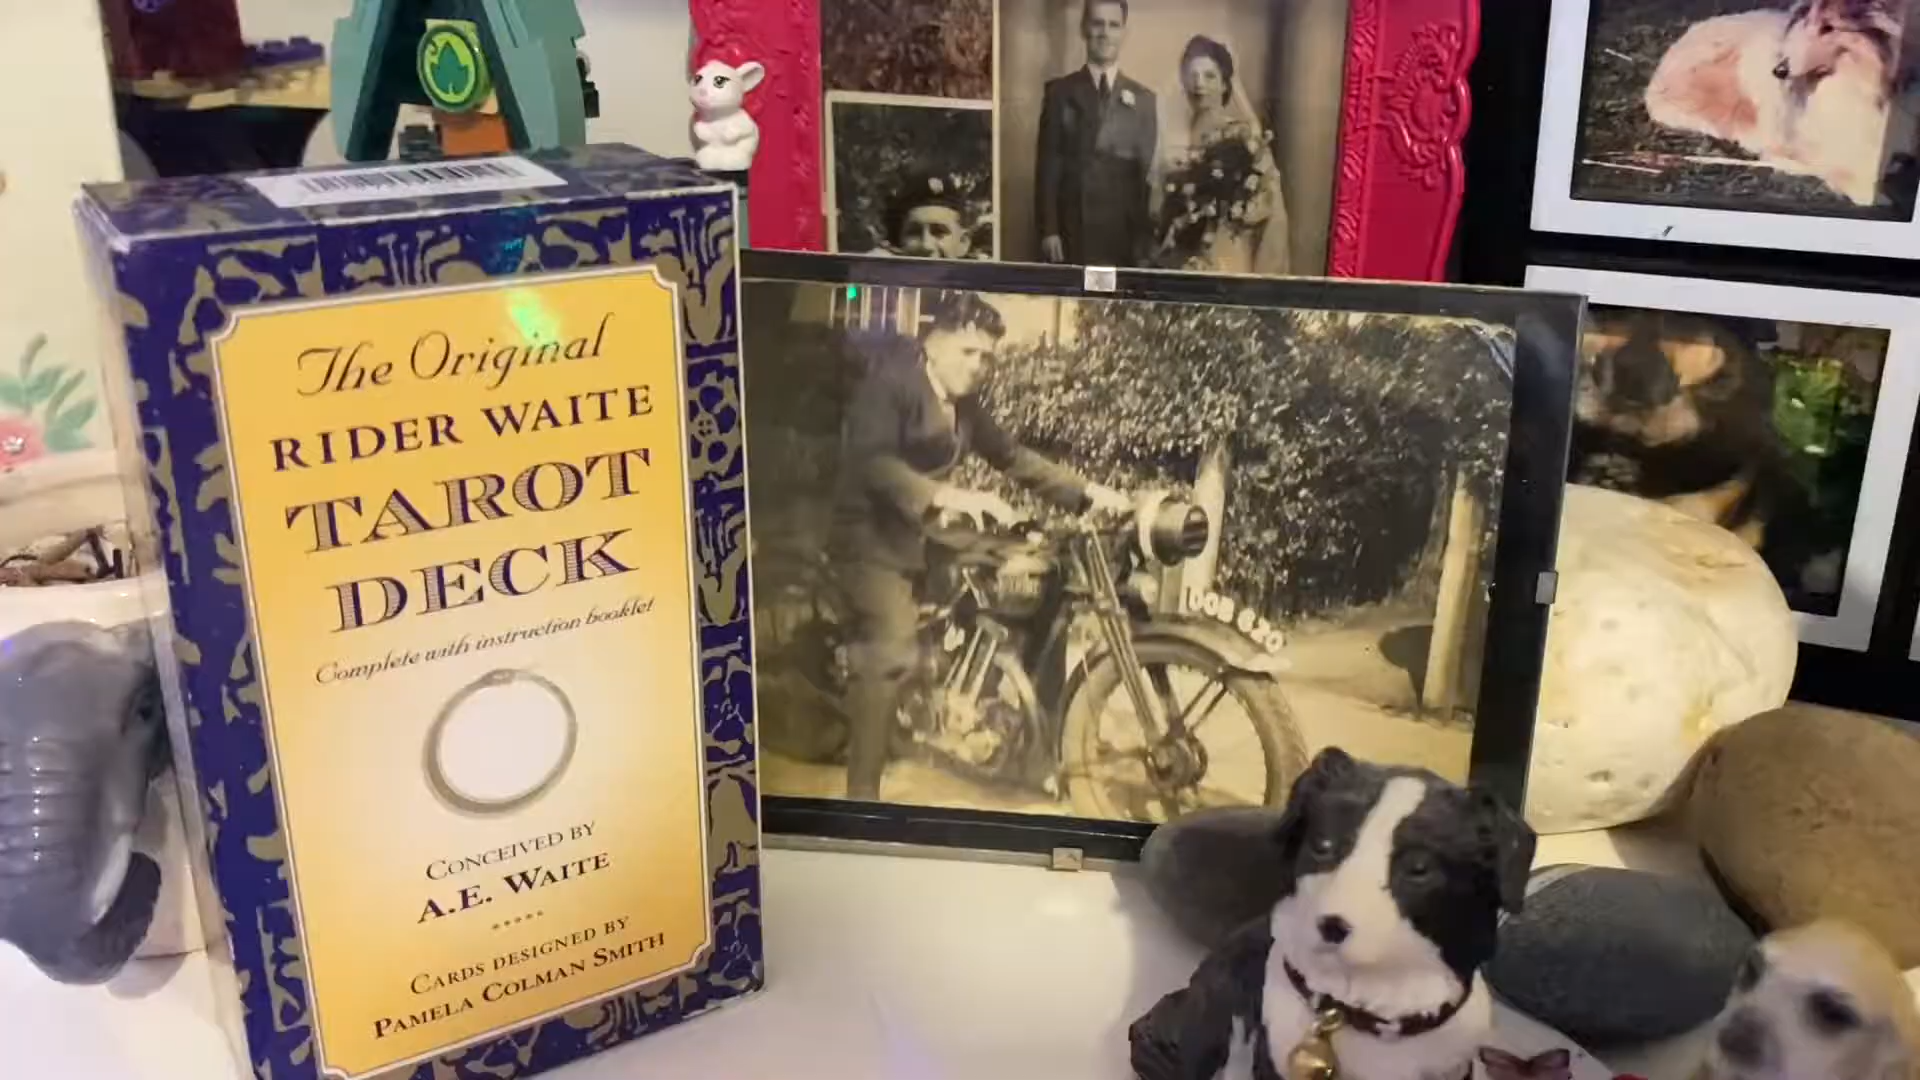 The Original
RIDER WAITE
TAROT
DECK
Complete with instruction booklet
CONCEIVED BY
A.E. WAITE
CARDS DESIGNED BY
PAMELA COLMAN SMITH